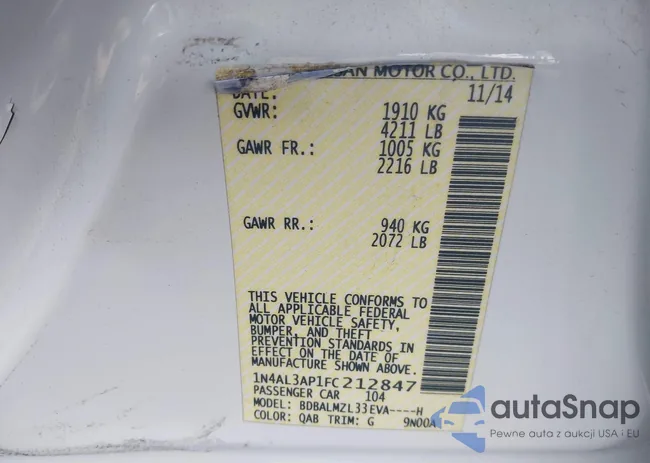 SAN MOTOR CO., LTD.
DATE: 11/14
GVWR: 1910 KG
4211 LB
GAWR FR.: 1005 KG
2216 LB
GAWR RR.: 940 KG
2072 LB
THIS VEHICLE CONFORMS TO
ALL APPLICABLE FEDERAL
MOTOR VEHICLE SAFETY,
BUMPER, AND THEFT
PREVENTION STANDARDS IN
EFFECT ON THE DATE OF
MANUFACTURE SHOWN ABOVE.
1N4AL3AP1FC212847
PASSENGER CAR 104
MODEL: BDBALMZL33EVA----H
COLOR: QAB TRIM: G 9N00A
autoSnap
Pewne auta z aukcji USA i EU